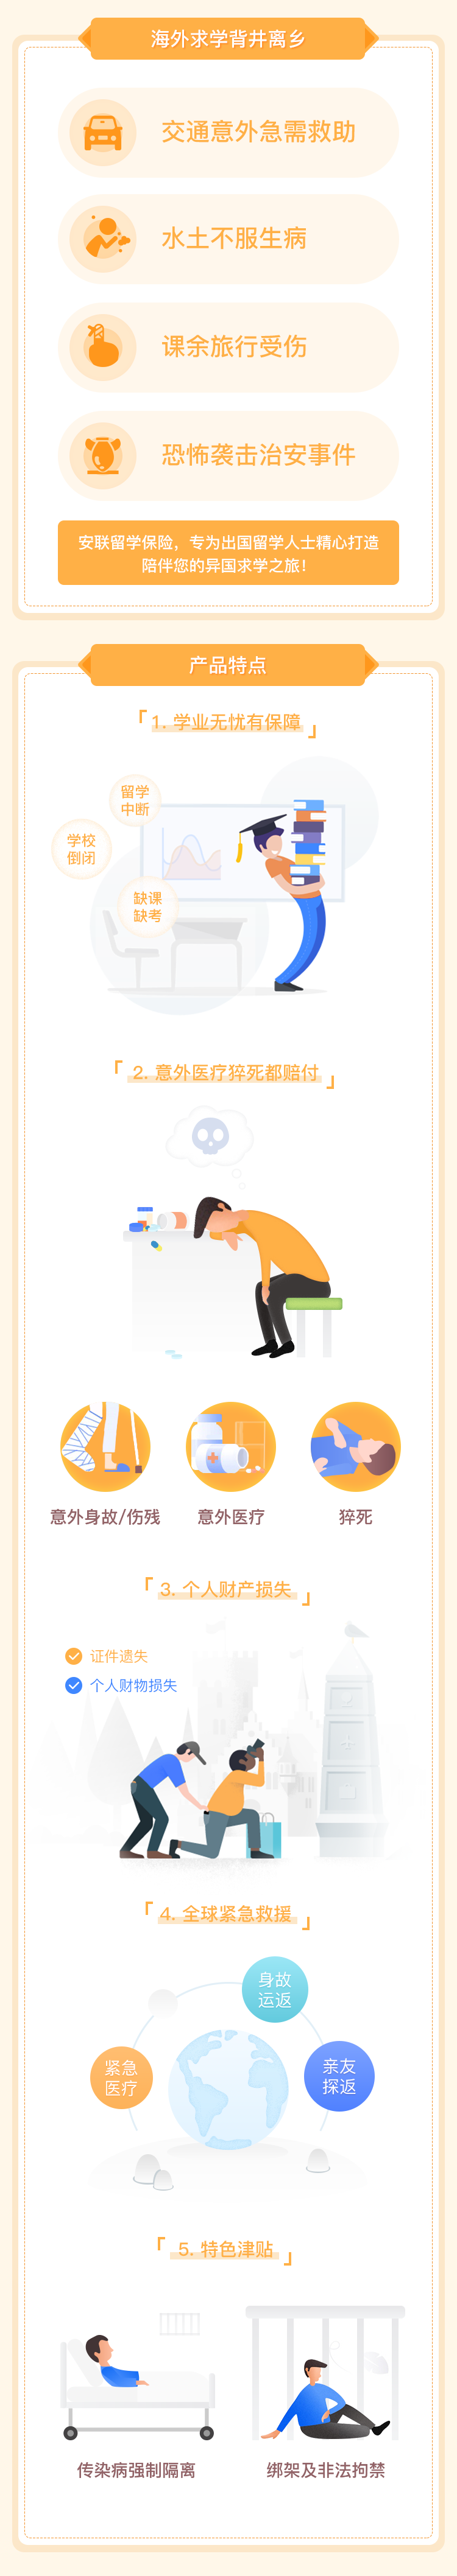 海外求学背井离乡
交通意外急需救助
水土不服生病
课余旅行受伤
恐怖袭击治安事件
安联留学保险，专为出国留学人士精心打造
陪伴您的异国求学之旅！
产品特点
「1. 学业无忧有保障」
留学
中断
学校
倒闭
缺课
缺考
「2. 意外医疗猝死都赔付」
意外身故/伤残
意外医疗
猝死
「3. 个人财产损失」
证件遗失
个人财物损失
「4. 全球紧急救援」
身故
运返
紧急
医疗
亲友
探返
「5. 特色津贴」
传染病强制隔离
绑架及非法拘禁